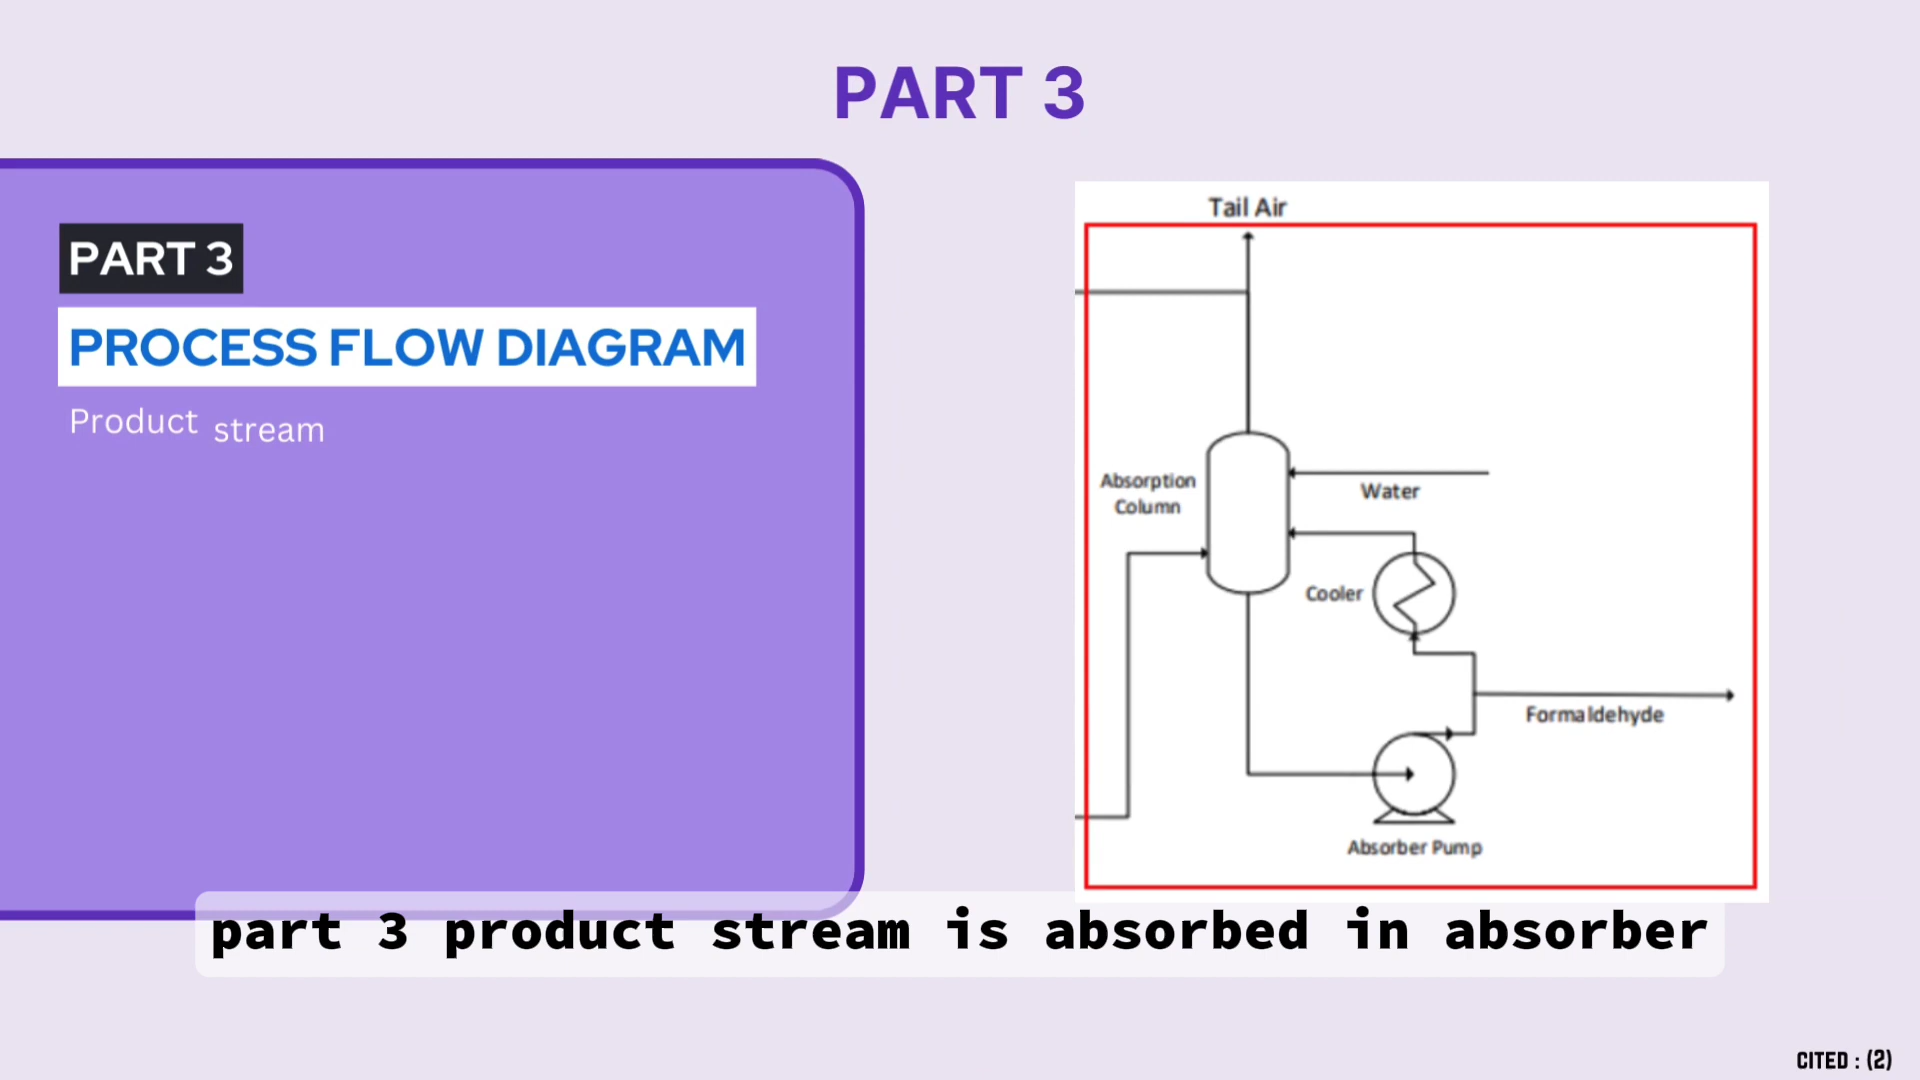 PART 3
PART 3
PROCESS FLOW DIAGRAM
Product stream
Tail Air
Absorption
Column
Water
Cooler
Formaldehyde
Absorber Pump
part 3 product stream is absorbed in absorber
CITED : (2)